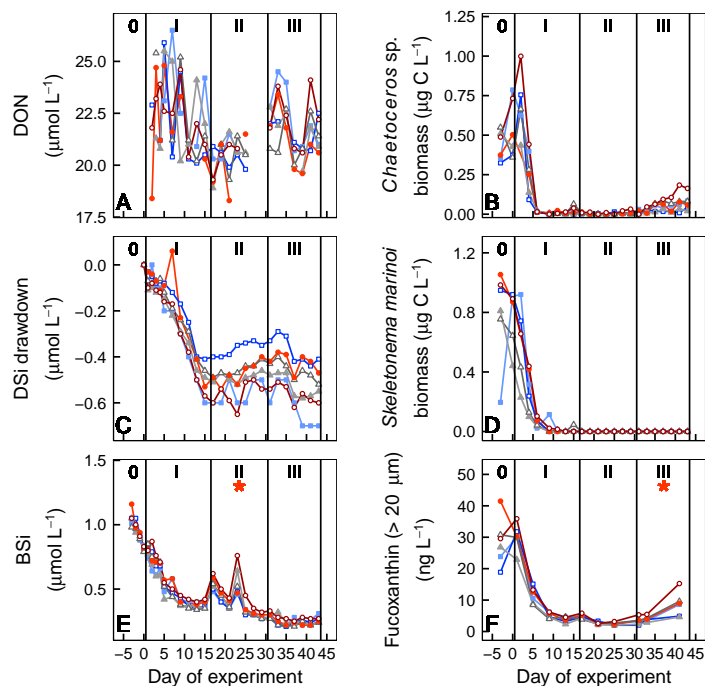 0 I II III
25.0
22.5
20.0
17.5
DON
(µmol L⁻¹)
A
0 I II III
1.25
1.00
0.75
0.50
0.25
0.00
Chaetoceros sp.
biomass (µg C L⁻¹)
B
I II III
0.0
−0.2
−0.4
−0.6
DSi drawdown
(µmol L⁻¹)
C
0 I II III
1.2
0.8
0.4
0.0
Skeletonema marinoi
biomass (µg C L⁻¹)
D
0 I II III
1.5
1.0
0.5
BSi
(µmol L⁻¹)
E
−5 0 5 10 15 20 25 30 35 40 45
Day of experiment
0 I II III
50
40
30
20
10
0
Fucoxanthin (> 20 µm)
(ng L⁻¹)
F
−5 0 5 10 15 20 25 30 35 40 45
Day of experiment